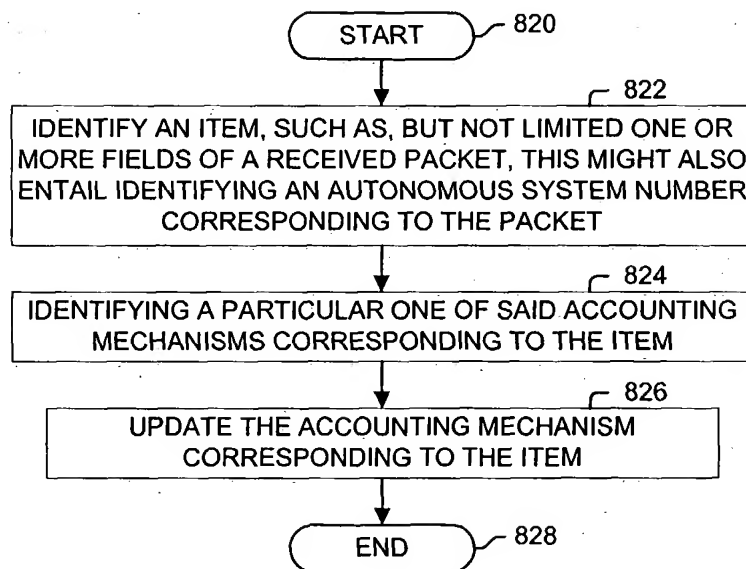 START
820
822
IDENTIFY AN ITEM, SUCH AS, BUT NOT LIMITED ONE OR
MORE FIELDS OF A RECEIVED PACKET, THIS MIGHT ALSO
ENTAIL IDENTIFYING AN AUTONOMOUS SYSTEM NUMBER
CORRESPONDING TO THE PACKET
824
IDENTIFYING A PARTICULAR ONE OF SAID ACCOUNTING
MECHANISMS CORRESPONDING TO THE ITEM
826
UPDATE THE ACCOUNTING MECHANISM
CORRESPONDING TO THE ITEM
END
828